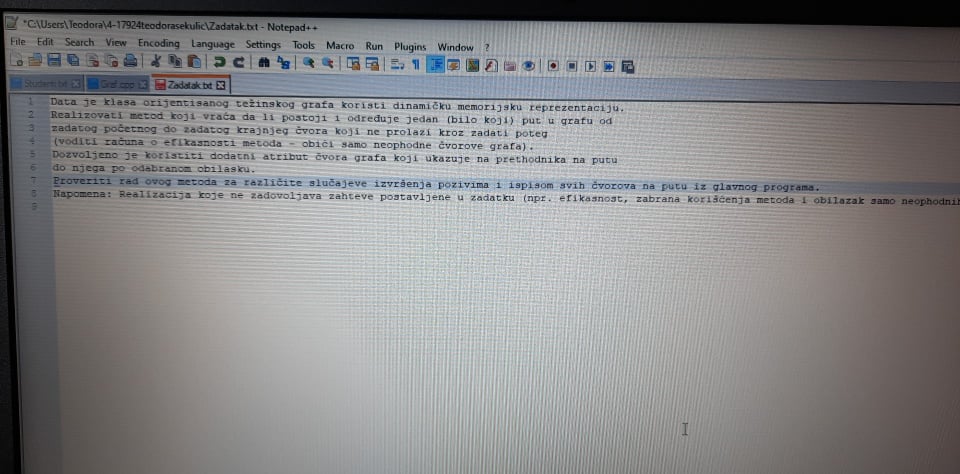 *C:\Users\Teodora\4-17924teodorasekulic\Zadatak.txt - Notepad++
File Edit Search View Encoding Language Settings Tools Macro Run Plugins Window ?
Studenti.txt Graf.cpp Zadatak.txt
1 Data je klasa orijentisanog težinskog grafa koristi dinamičku memorijsku reprezentaciju.
2 Realizovati metod koji vraća da li postoji i određuje jedan (bilo koji) put u grafu od
3 zadatog početnog do zadatog krajnjeg čvora koji ne prolazi kroz zadati poteg
4 (voditi računa o efikasnosti metoda - obići samo neophodne čvorove grafa).
5 Dozvoljeno je koristiti dodatni atribut čvora grafa koji ukazuje na prethodnika na putu
6 do njega po odabranom obilasku.
7 Proveriti rad ovog metoda za različite slučajeve izvršenja pozivima i ispisom svih čvorova na putu iz glavnog programa.
8 Napomena: Realizacija koje ne zadovoljava zahteve postavljene u zadatku (npr. efikasnost, zabrana korišćenja metoda i obilazak samo neophodnih
9